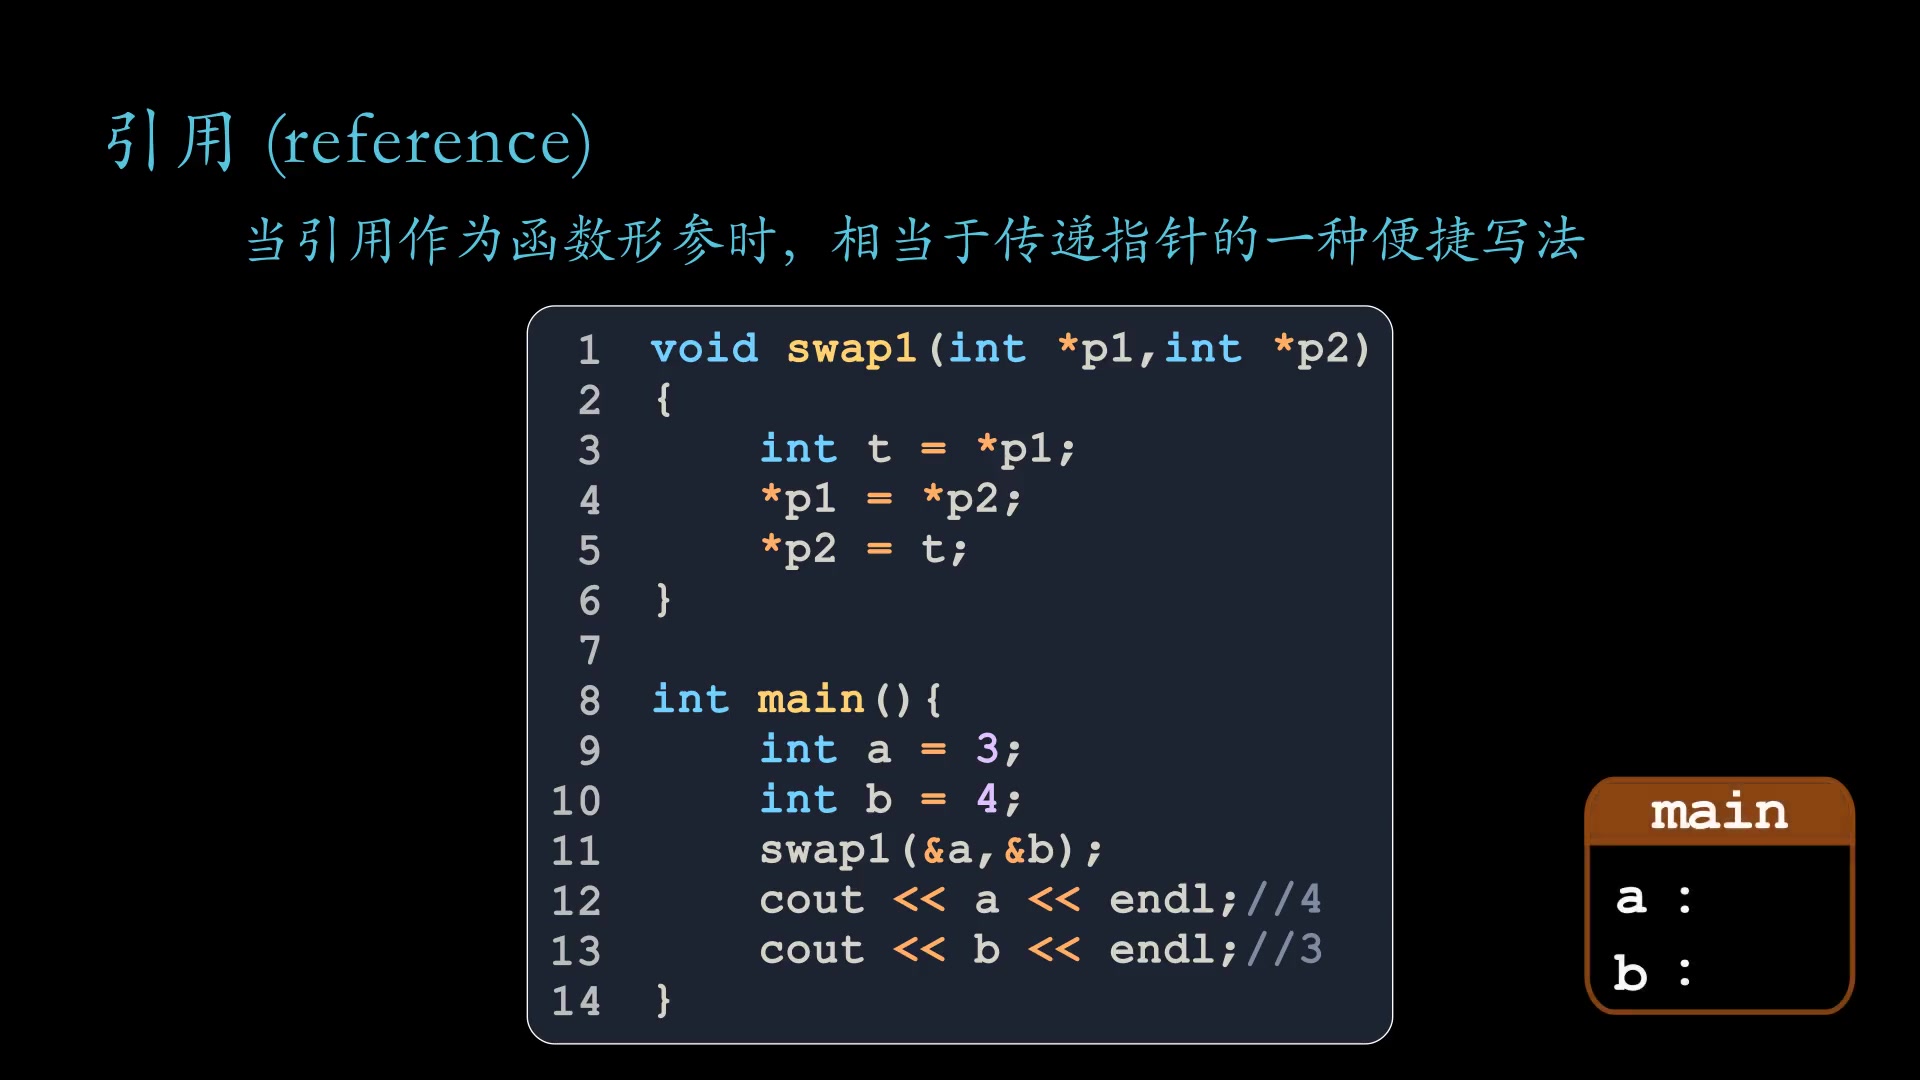 引用 (reference)
当引用作为函数形参时，相当于传递指针的一种便捷写法
1 void swap1(int *p1,int *p2)
2 {
3     int t = *p1;
4     *p1 = *p2;
5     *p2 = t;
6 }
7
8 int main(){
9     int a = 3;
10     int b = 4;
11     swap1(&a,&b);
12     cout << a << endl;//4
13     cout << b << endl;//3
14 }
main
a :
b :